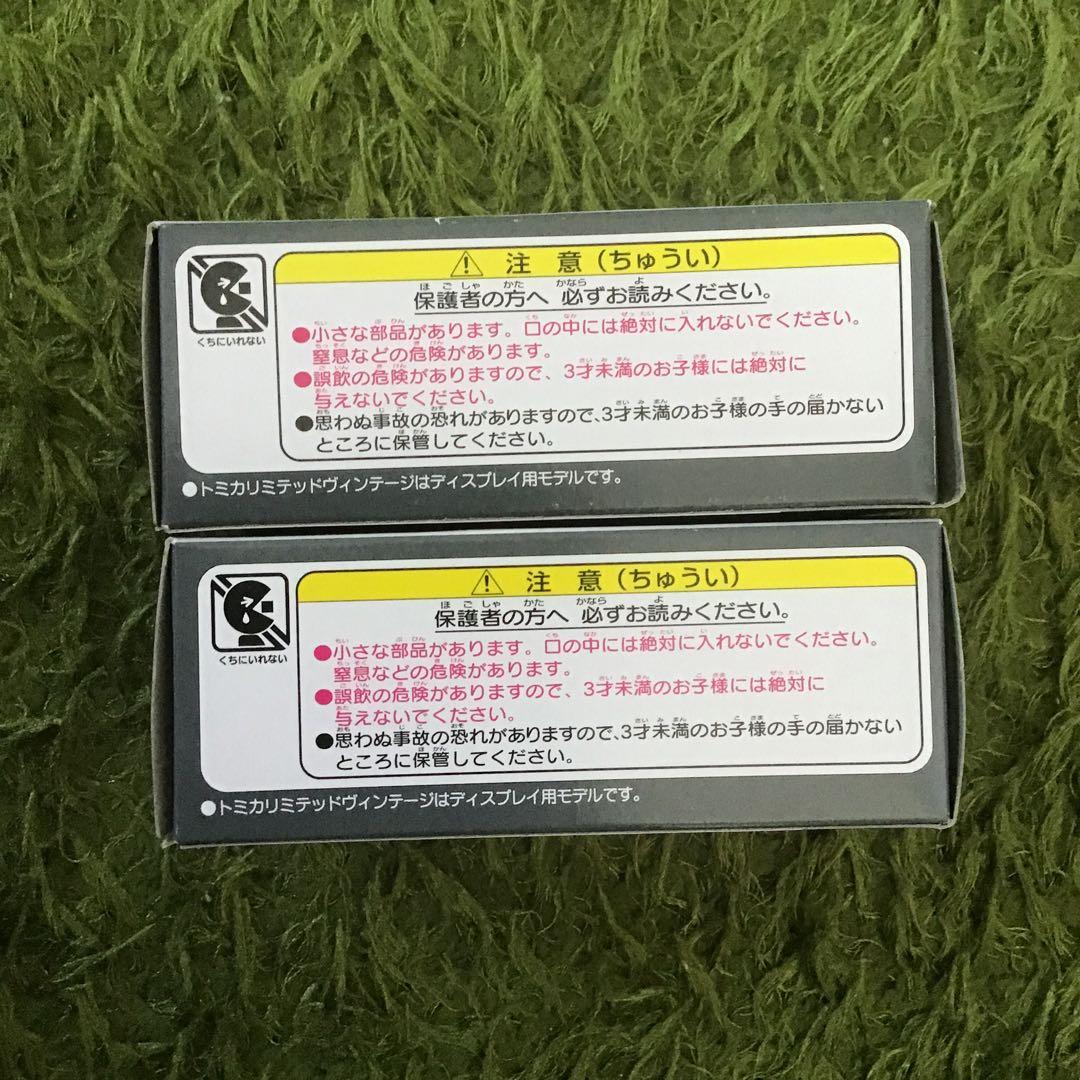 ⚠ 注 意(ちゅうい)
保護者の方へ 必ずお読みください。
●小さな部品があります。口の中には絶対に入れないでください。
窒息などの危険があります。
●誤飲の危険がありますので、3才未満のお子様には絶対に
与えないでください。
●思わぬ事故の恐れがありますので、3才未満のお子様の手の届かない
ところに保管してください。
くちにいれない
●トミカリミテッドヴィンテージはディスプレイ用モデルです。
⚠ 注 意(ちゅうい)
保護者の方へ 必ずお読みください。
●小さな部品があります。口の中には絶対に入れないでください。
窒息などの危険があります。
●誤飲の危険がありますので、3才未満のお子様には絶対に
与えないでください。
●思わぬ事故の恐れがありますので、3才未満のお子様の手の届かない
ところに保管してください。
くちにいれない
●トミカリミテッドヴィンテージはディスプレイ用モデルです。